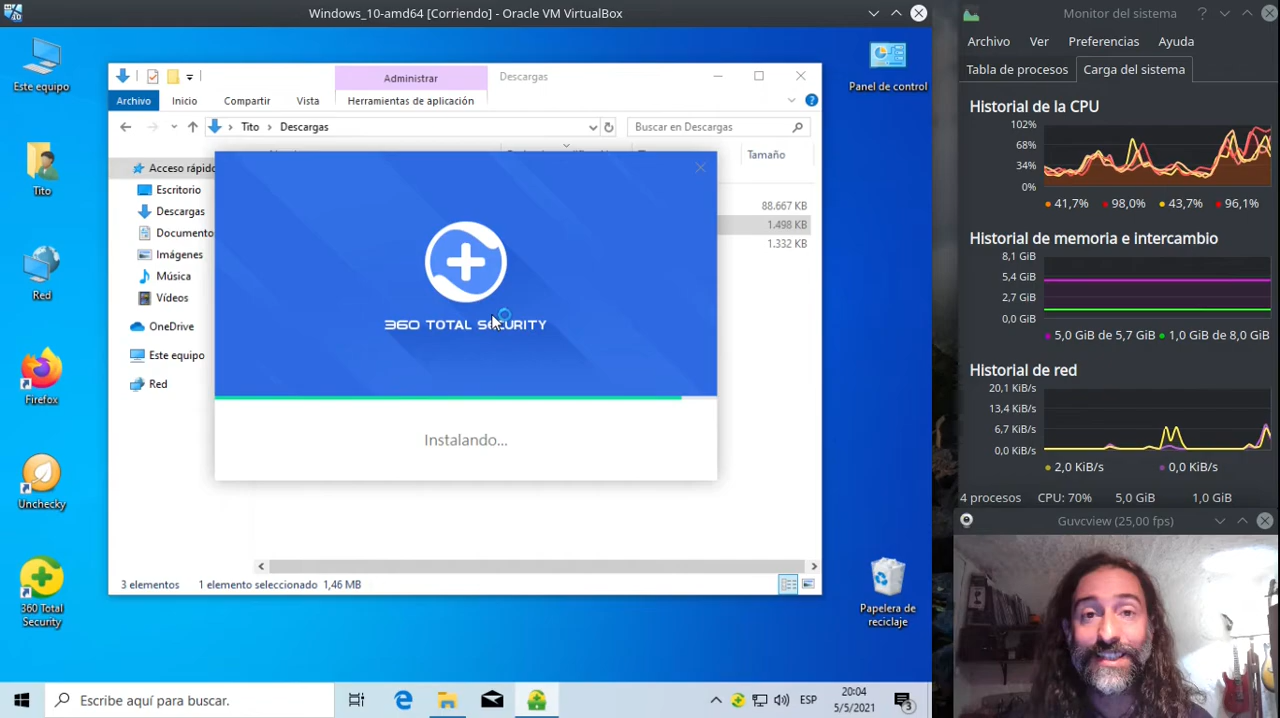 Windows_10-amd64 [Corriendo] - Oracle VM VirtualBox
Este equipo
Tito
Red
Firefox
Unchecky
360 Total
Security
Panel de control
Papelera de
reciclaje
Administrar
Descargas
Archivo
Inicio
Compartir
Vista
Herramientas de aplicación
Tito
Descargas
Buscar en Descargas
Tamaño
Acceso rápido
Escritorio
Descargas
Documento
Imágenes
Música
Vídeos
OneDrive
Este equipo
Red
88.667 KB
1.498 KB
1.332 KB
360 TOTAL SECURITY
Instalando...
3 elementos
1 elemento seleccionado 1,46 MB
Escribe aquí para buscar.
ESP
20:04
5/5/2021
3
Monitor del sistema
Archivo
Ver
Preferencias
Ayuda
Tabla de procesos
Carga del sistema
Historial de la CPU
102%
68%
34%
0%
41,7%
98,0%
43,7%
96,1%
Historial de memoria e intercambio
8,1 GiB
5,4 GiB
2,7 GiB
0,0 GiB
5,0 GiB de 5,7 GiB
1,0 GiB de 8,0 GiB
Historial de red
20,1 KiB/s
13,4 KiB/s
6,7 KiB/s
0,0 KiB/s
2,0 KiB/s
0,0 KiB/s
4 procesos
CPU: 70%
5,0 GiB
1,0 GiB
Guvcview (25,00 fps)